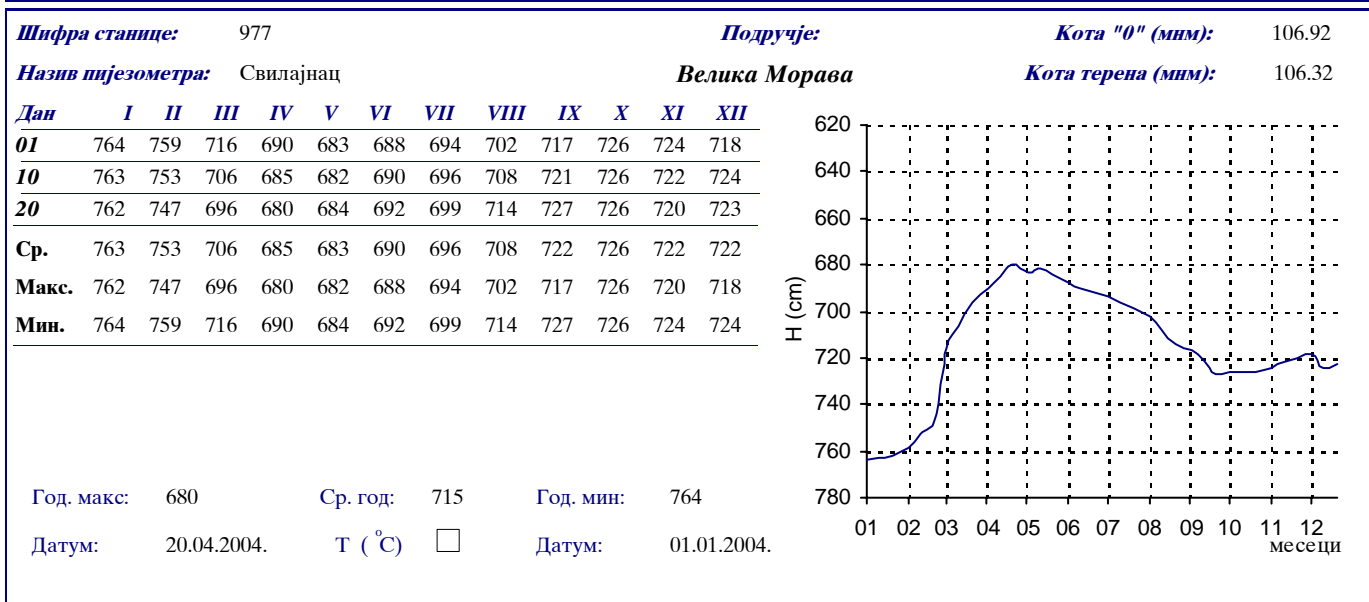 Шифра станице: 977 Подручје: Кота "0" (мнм): 106.92
Назив пијезометра: Свилајнац Велика Морава Кота терена (мнм): 106.32
Дан I II III IV V VI VII VIII IX X XI XII
01 764 759 716 690 683 688 694 702 717 726 724 718
10 763 753 706 685 682 690 696 708 721 726 722 724
20 762 747 696 680 684 692 699 714 727 726 720 723
Ср. 763 753 706 685 683 690 696 708 722 726 722 722
Макс. 762 747 696 680 682 688 694 702 717 726 720 718
Мин. 764 759 716 690 684 692 699 714 727 726 724 724
620
640
660
680
700
720
740
760
780
H (cm)
01 02 03 04 05 06 07 08 09 10 11 12
месеци
Год. макс: 680 Ср. год: 715 Год. мин: 764
Датум: 20.04.2004. Т ( °С) Датум: 01.01.2004.